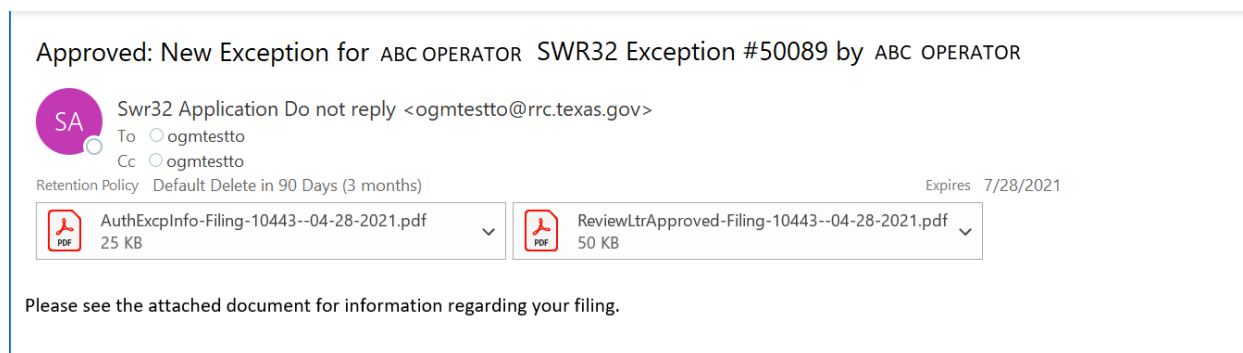 Approved: New Exception for ABC OPERATOR SWR32 Exception #50089 by ABC OPERATOR
SA
Swr32 Application Do not reply <ogmtestto@rrc.texas.gov>
To ogmtestto
Cc ogmtestto
Retention Policy Default Delete in 90 Days (3 months) Expires 7/28/2021
AuthExcpInfo-Filing-10443--04-28-2021.pdf
PDF
25 KB
ReviewLtrApproved-Filing-10443--04-28-2021.pdf
PDF
50 KB
Please see the attached document for information regarding your filing.